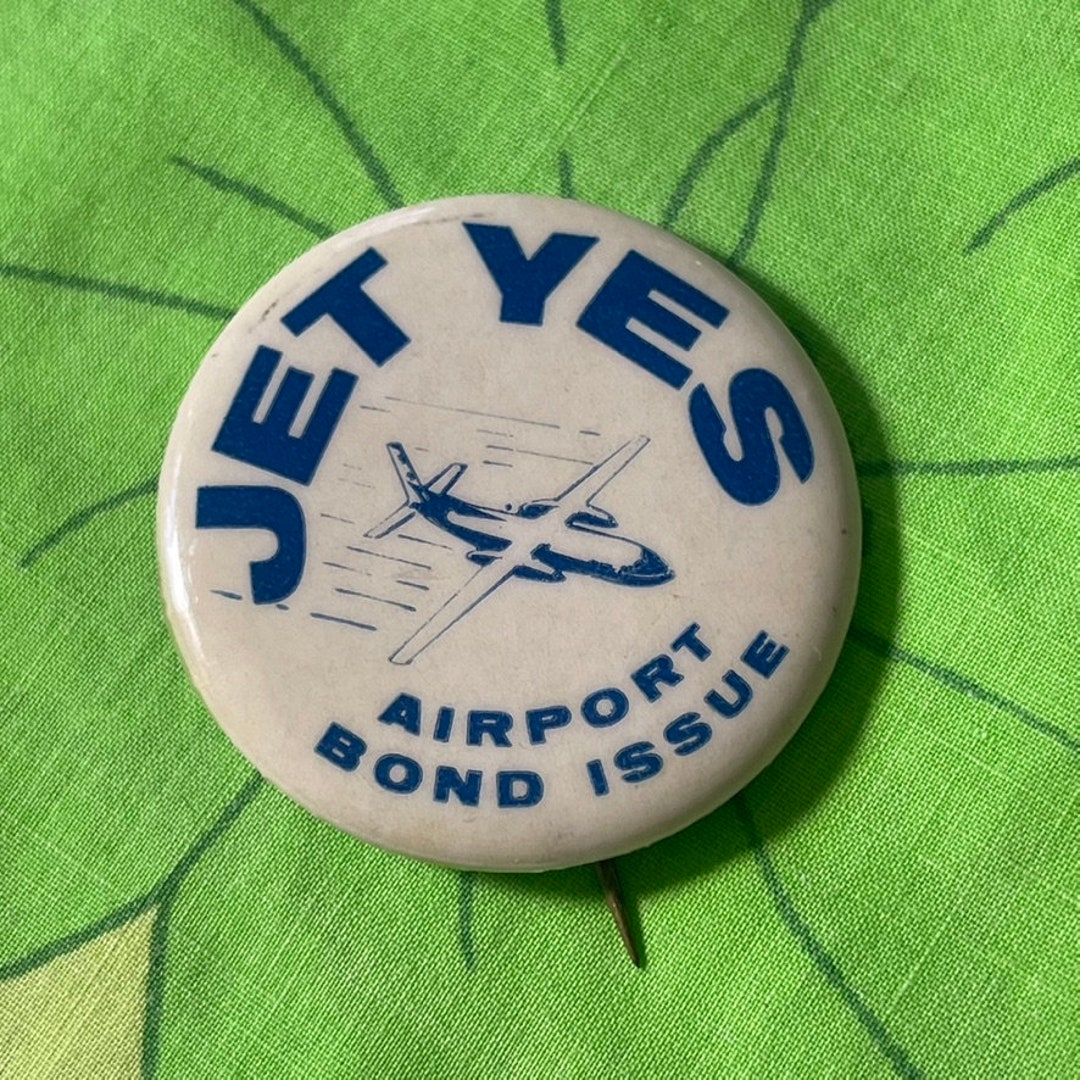 JET YES
AIRPORT
BOND ISSUE